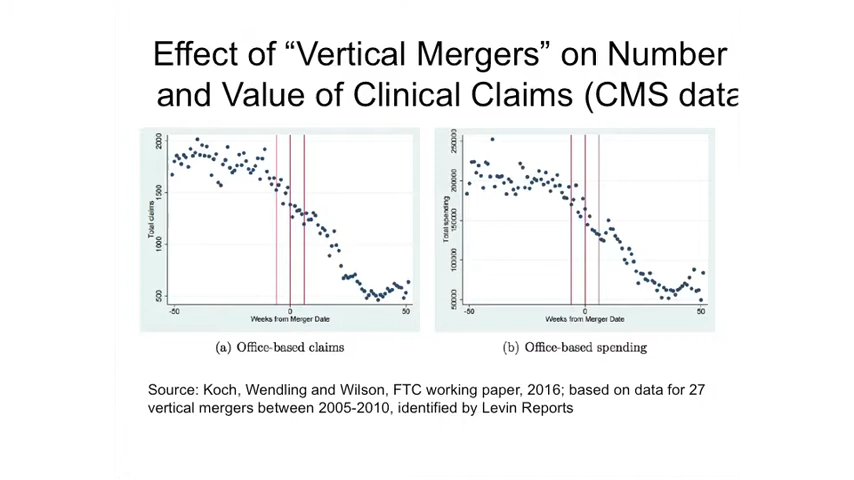 Effect of “Vertical Mergers” on Number
and Value of Clinical Claims (CMS data
Total claims
2000
1500
1000
500
-50
0
50
Weeks from Merger Date
Total spending
250000
200000
150000
100000
50000
-50
0
50
Weeks from Merger Date
(a) Office-based claims
(b) Office-based spending
Source: Koch, Wendling and Wilson, FTC working paper, 2016; based on data for 27
vertical mergers between 2005-2010, identified by Levin Reports